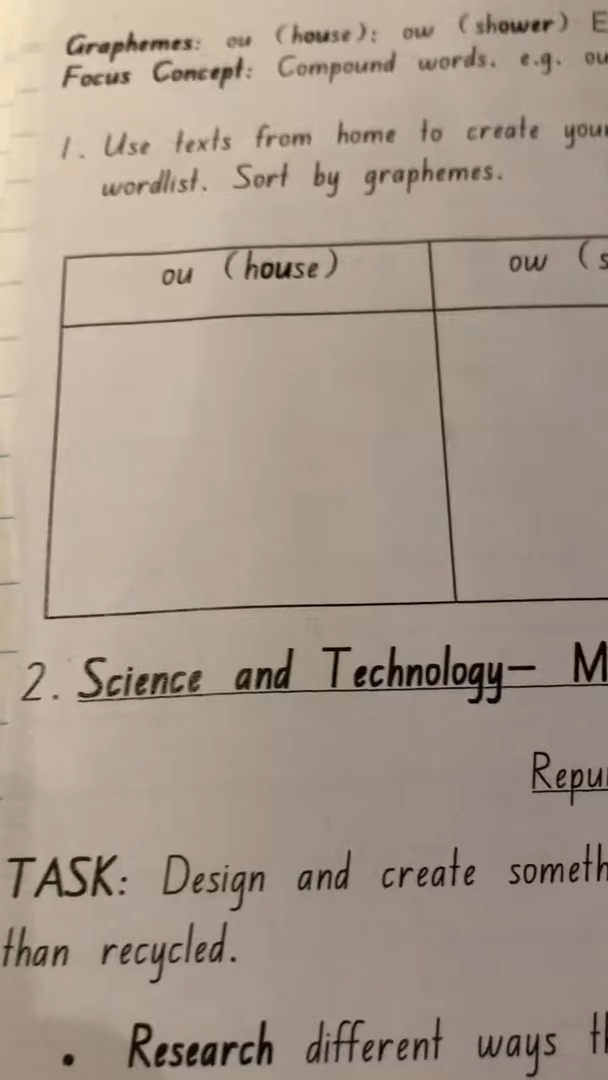 Graphemes: ou (house); ow (shower)
Focus Concept: Compound words. e.g.
1. Use texts from home to create your
wordlist. Sort by graphemes.
ou (house) ow
2. Science and Technology—
TASK: Design and create
than recycled.
• Research different ways